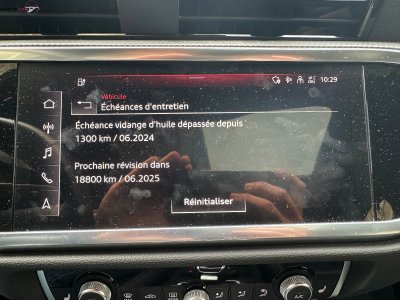 10:29
Véhicule
Échéances d'entretien
Échéance vidange d'huile dépassée depuis
1300 km / 06.2024
Prochaine révision dans
18800 km / 06.2025
Réinitialiser
A/C